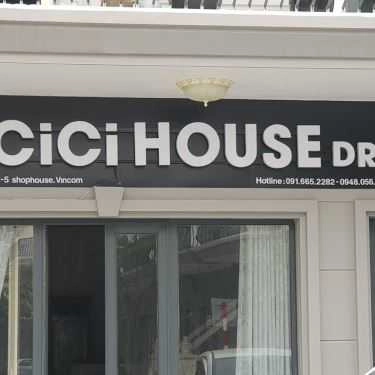 CiCi HOUSE DR
-5 shophouse.Vincom
Hotline : 091.665.2282 - 0948.056.